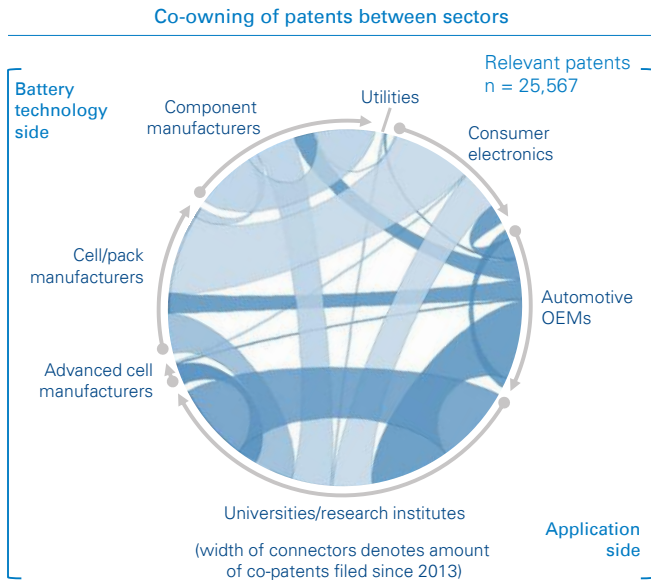 Co-owning of patents between sectors
Relevant patents
n = 25,567
Battery
technology
side
Component
manufacturers
Utilities
Consumer
electronics
Cell/pack
manufacturers
Automotive
OEMs
Advanced cell
manufacturers
Universities/research institutes
(width of connectors denotes amount
of co-patents filed since 2013)
Application
side